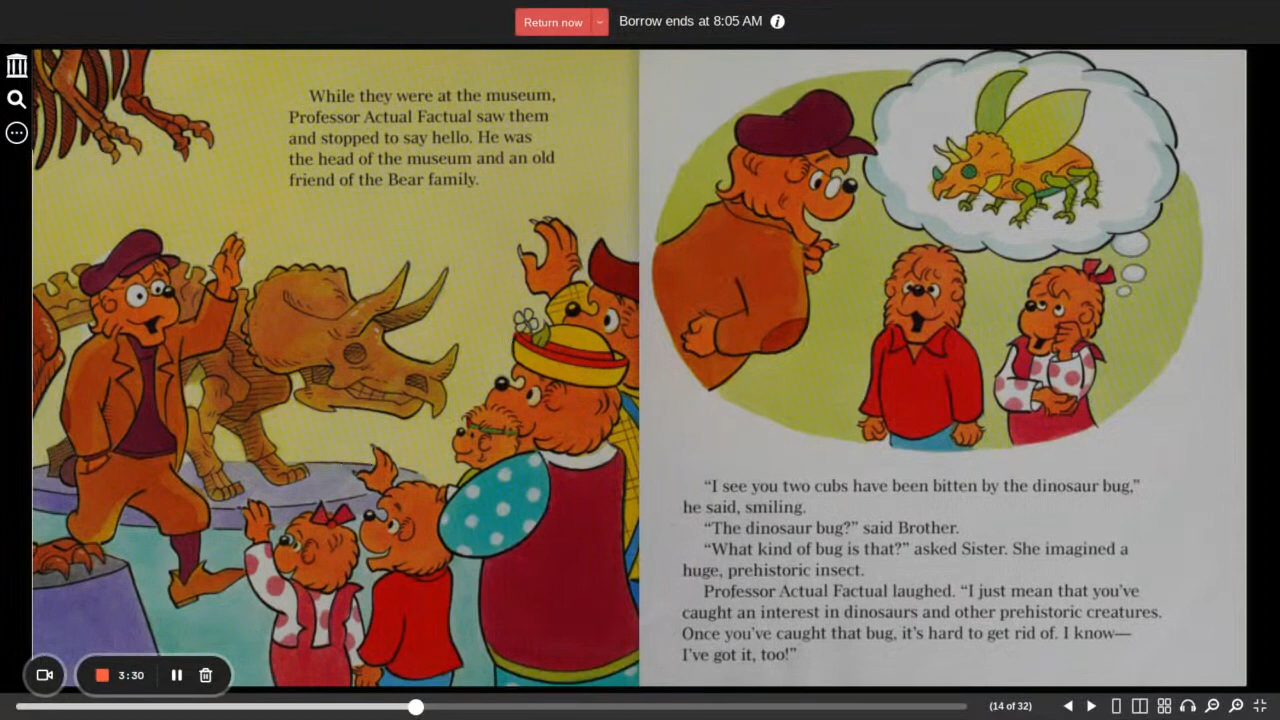 Return now
Borrow ends at 8:05 AM
While they were at the museum,
Professor Actual Factual saw them
and stopped to say hello. He was
the head of the museum and an old
friend of the Bear family.
“I see you two cubs have been bitten by the dinosaur bug,”
he said, smiling.
“The dinosaur bug?” said Brother.
“What kind of bug is that?” asked Sister. She imagined a
huge, prehistoric insect.
Professor Actual Factual laughed. “I just mean that you’ve
caught an interest in dinosaurs and other prehistoric creatures.
Once you’ve caught that bug, it’s hard to get rid of. I know—
I’ve got it, too!”
3:30
(14 of 32)